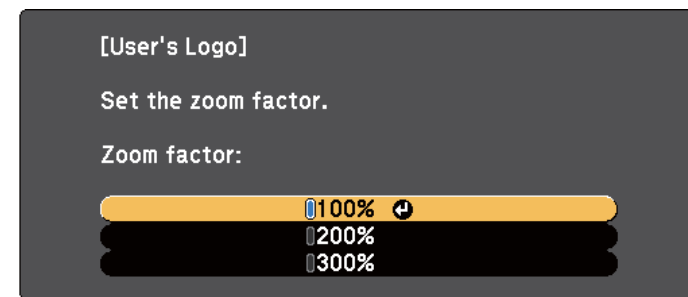 [User's Logo]
Set the zoom factor.
Zoom factor:
100%
200%
300%